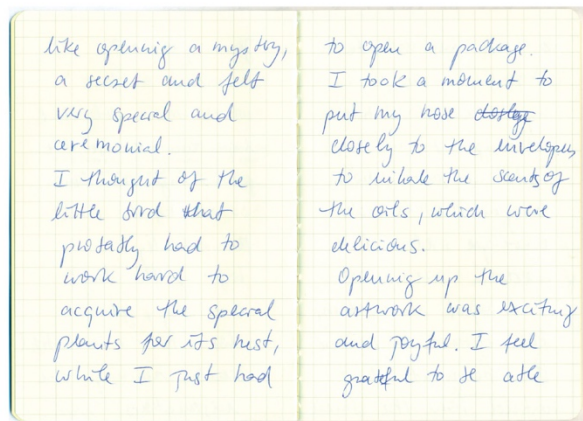 like opening a mystery,
a secret and felt
very special and
ceremonial.
I thought of the
little bird that
probably had to
work hard to
acquire the special
plants for its nest,
while I just had
to open a package.
I took a moment to
put my nose
closely to the envelopes
to inhale the scents of
the oils, which were
delicious.
Opening up the
artwork was exciting
and joyful. I feel
grateful to be able